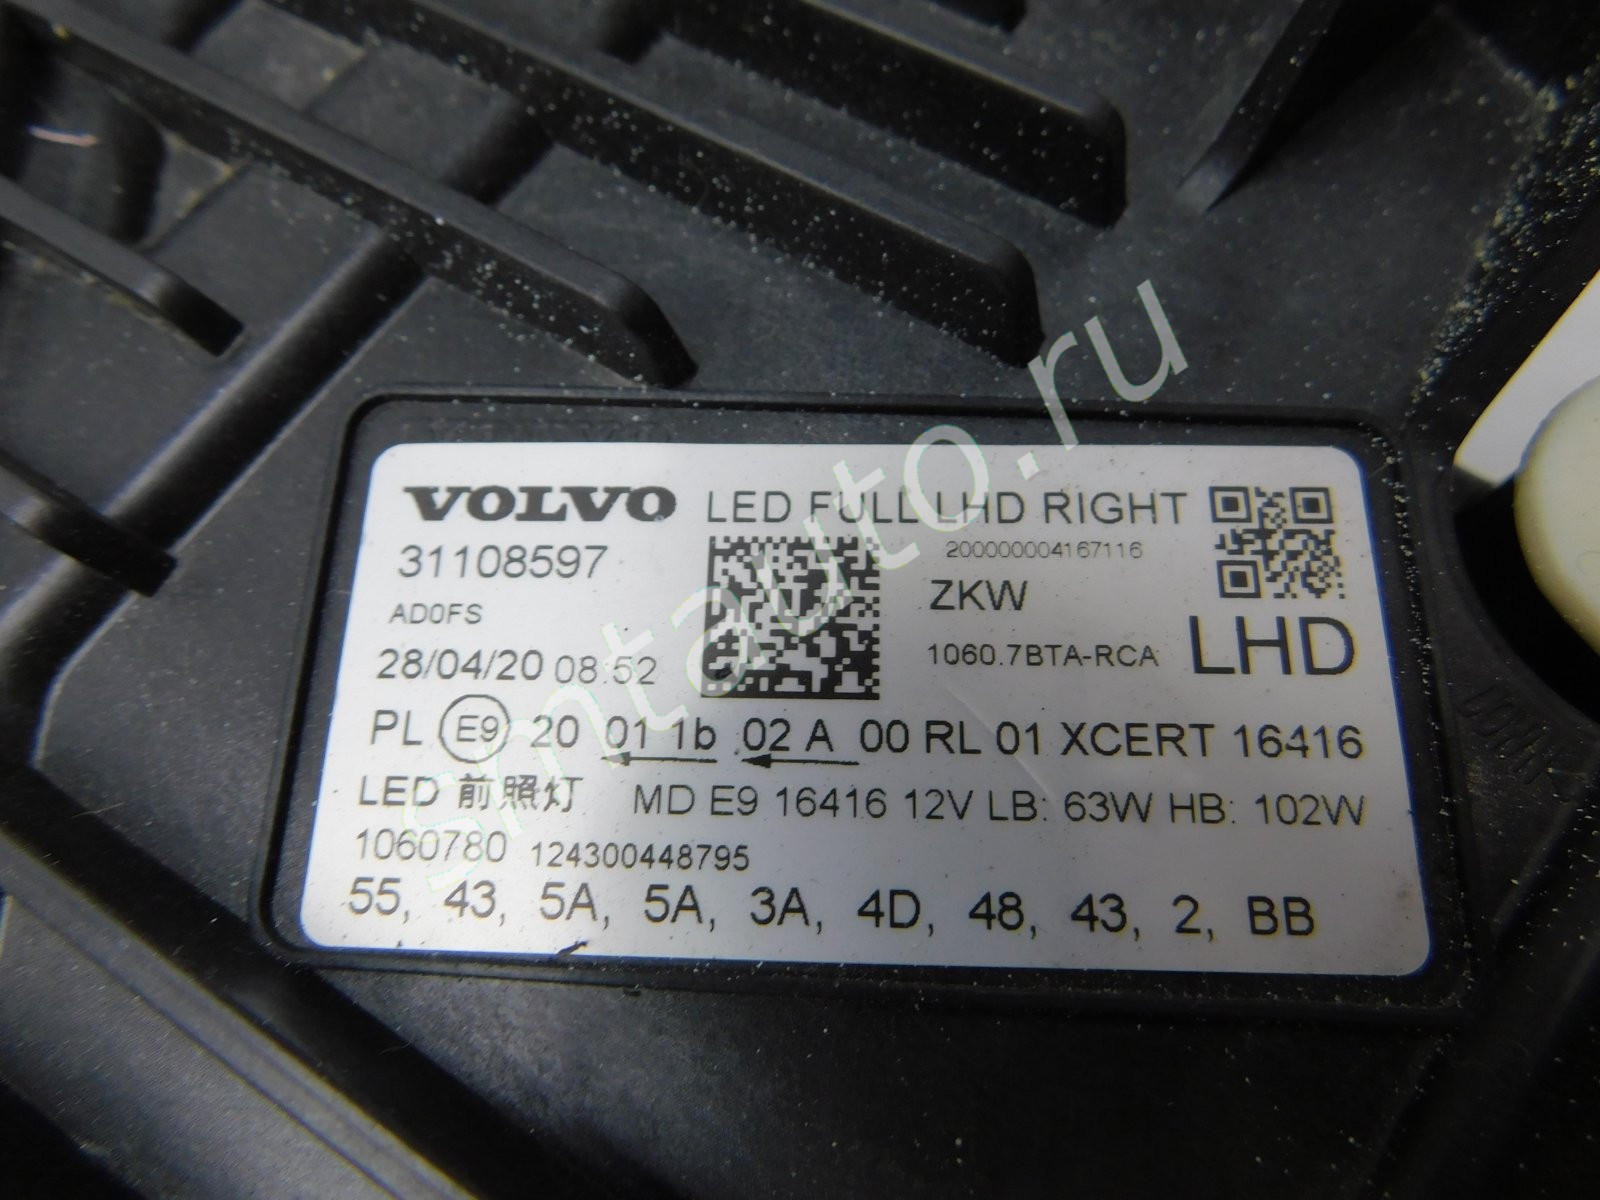 VOLVO LED FULL LHD RIGHT
31108597
200000004167116
AD0FS
ZKW
28/04/20 08:52
1060.7BTA-RCA LHD
PL E9 20 01 1b 02 A 00 RL 01 XCERT 16416
LED 前照灯 MD E9 16416 12V LB: 63W HB: 102W
1060780 124300448795
55, 43, 5A, 5A, 3A, 4D, 48, 43, 2, BB
smtauto.ru